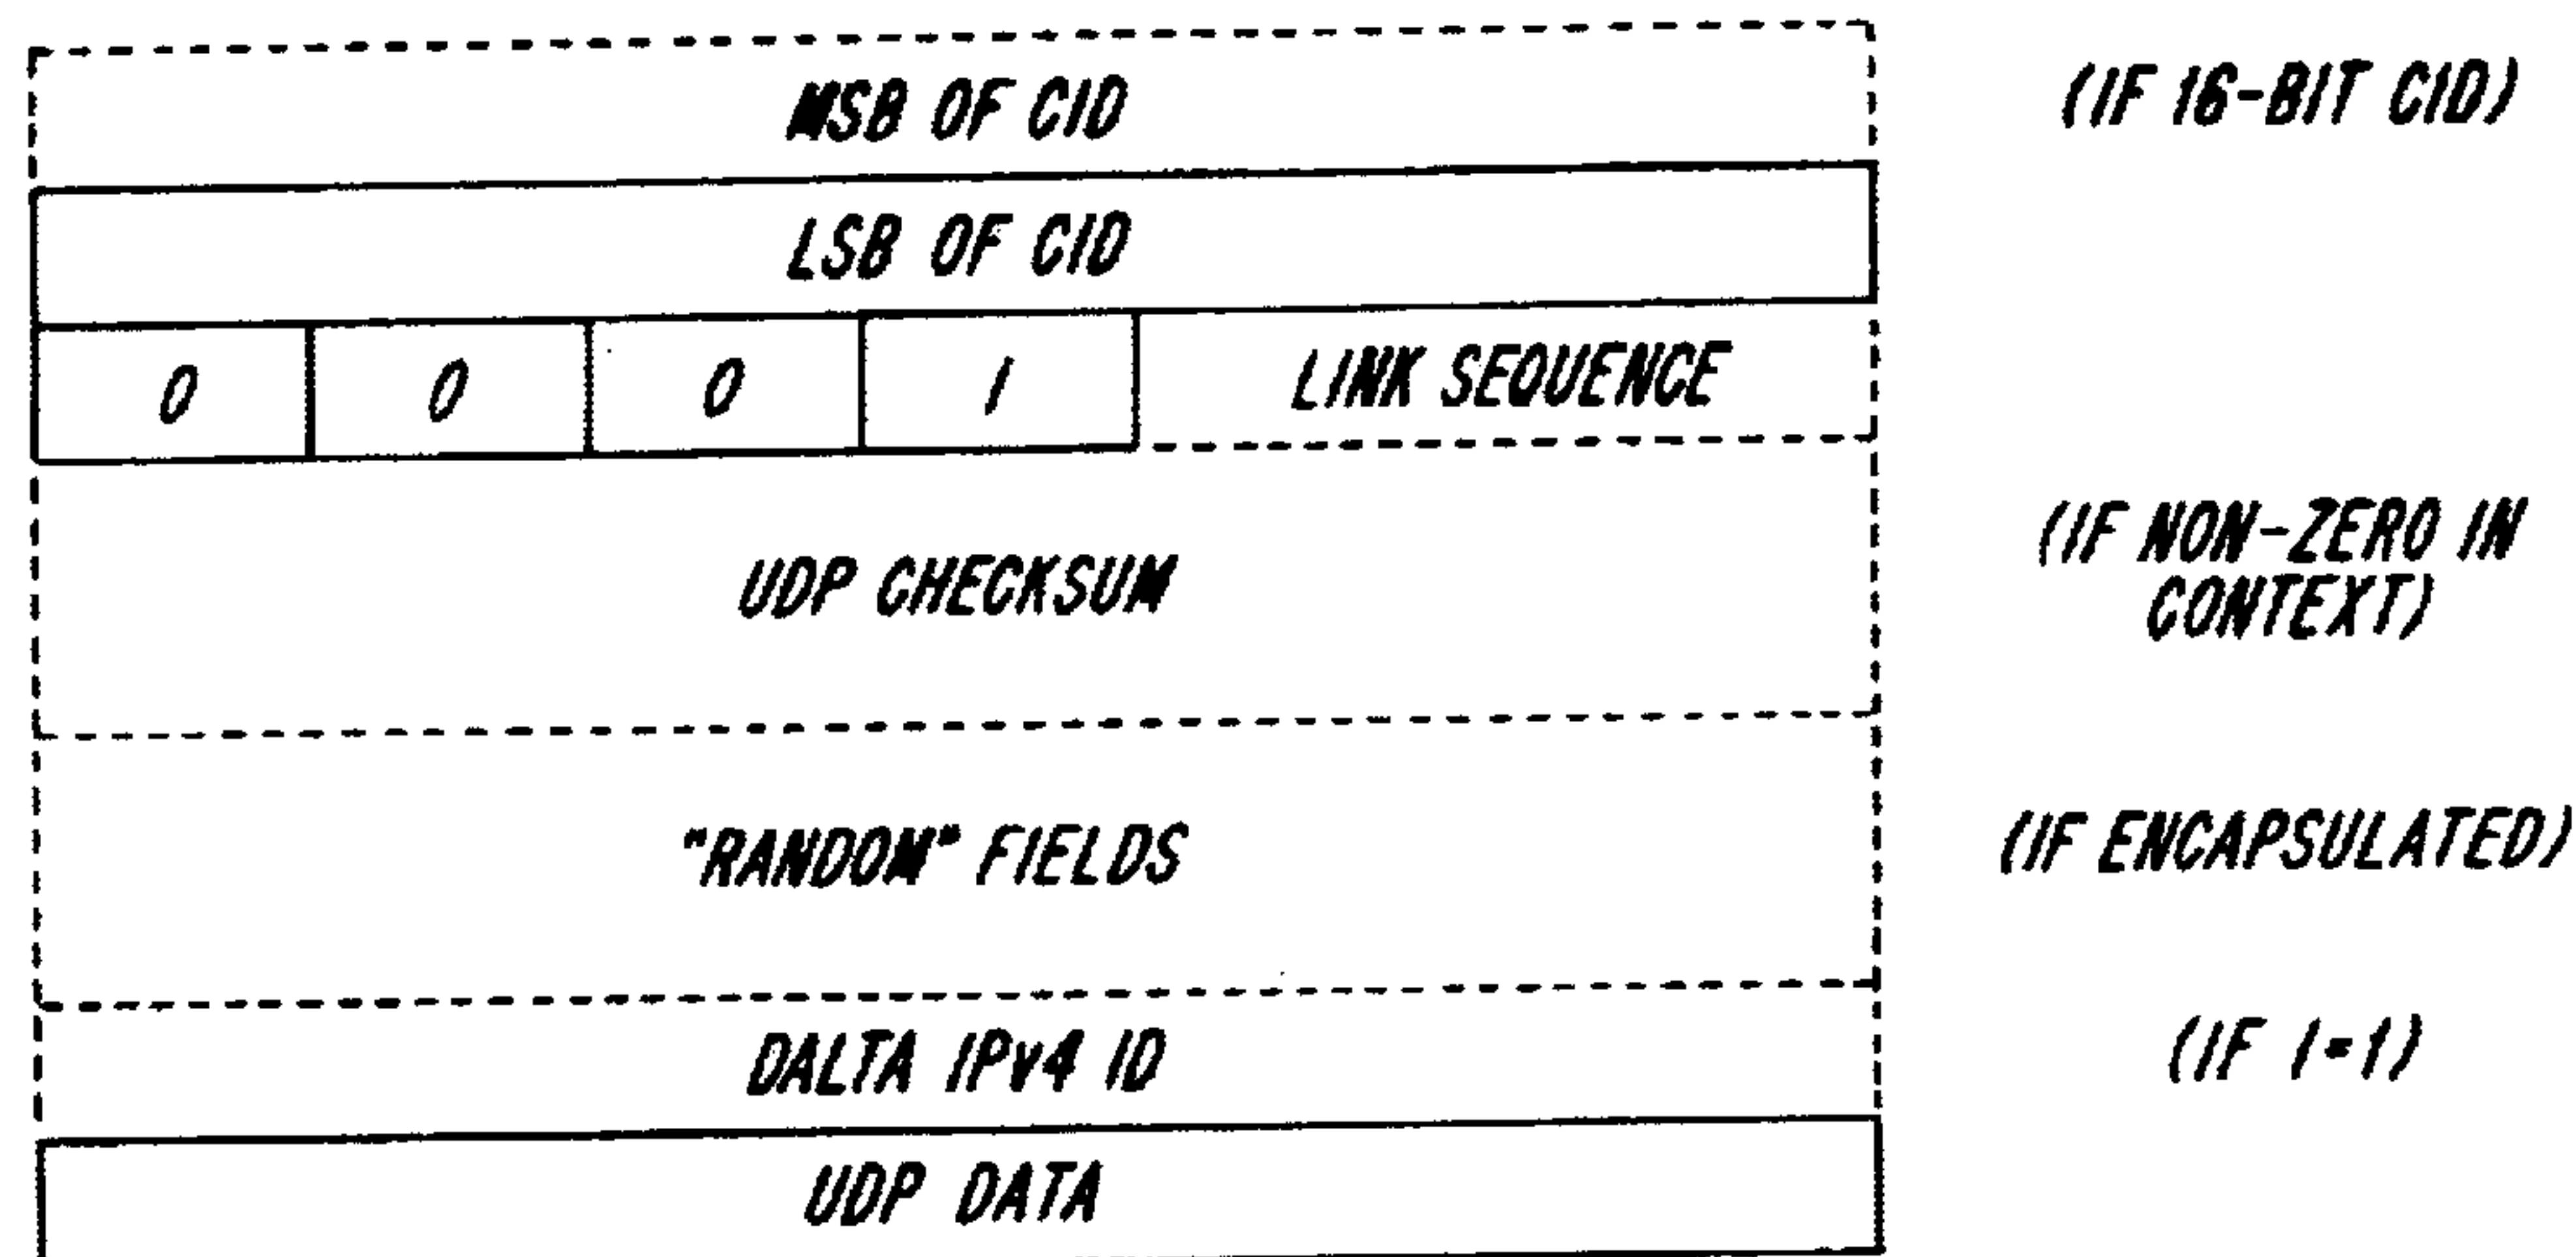 MSB OF CID (IF 16-BIT CID)
LSB OF CID
0 0 0 1 LINK SEQUENCE
UDP CHECKSUM (IF NON-ZERO IN
CONTEXT)
"RANDOM" FIELDS (IF ENCAPSULATED)
DALTA IPv4 ID (IF I=1)
UDP DATA